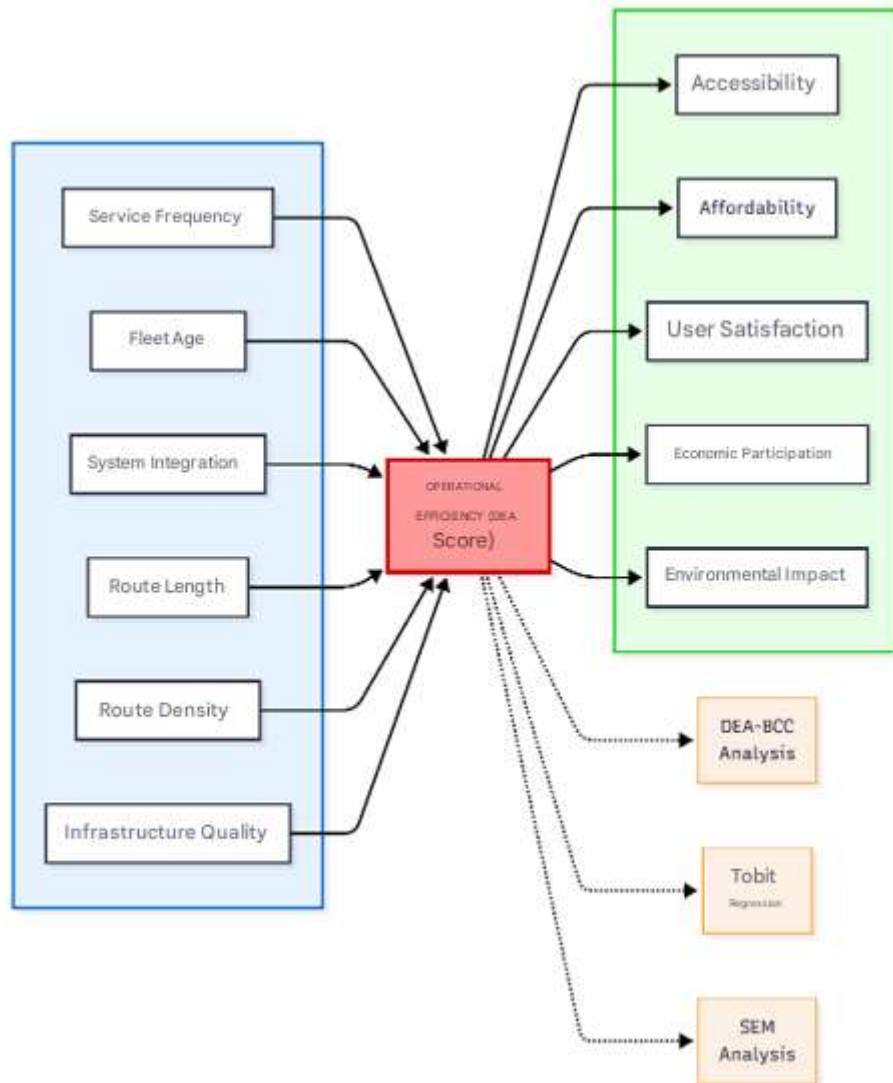 Service Frequency
Fleet Age
System Integration
Route Length
Route Density
Infrastructure Quality
OPERATIONAL
EFFICIENCY (DEA
Score)
Accessibility
Affordability
User Satisfaction
Economic Participation
Environmental Impact
DEA-BCC
Analysis
Tobit
Regression
SEM
Analysis